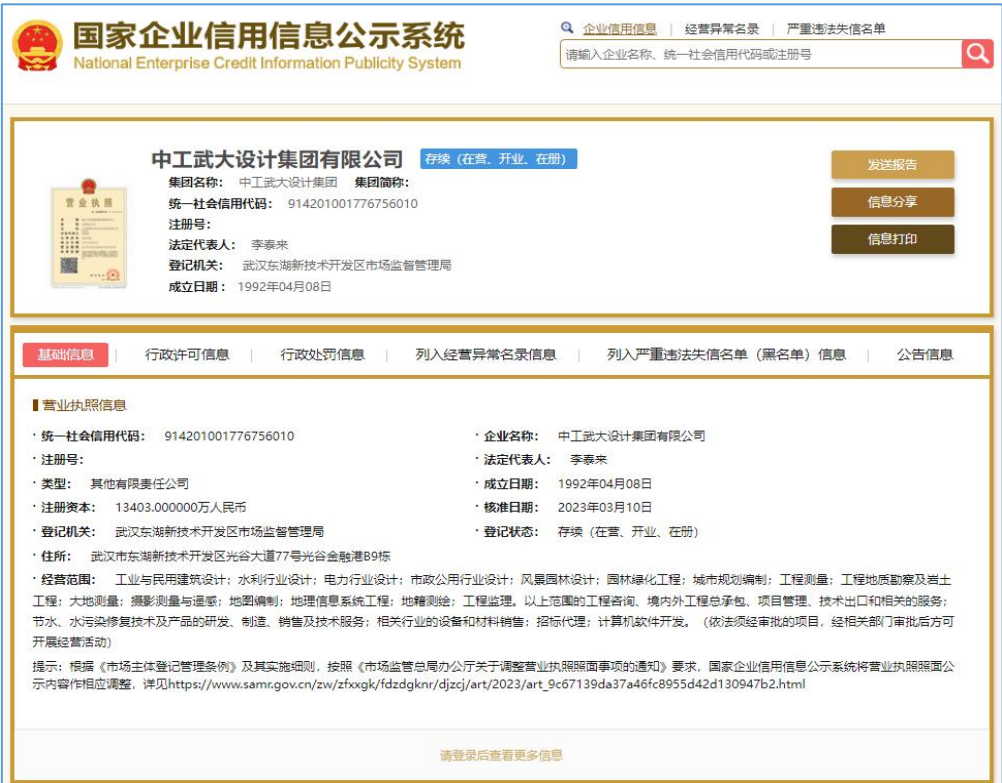 国家企业信用信息公示系统
National Enterprise Credit Information Publicity System
企业信用信息 | 经营异常名录 | 严重违法失信名单
请输入企业名称、统一社会信用代码或注册号
中工武大设计集团有限公司 存续（在营、开业、在册）
集团名称： 中工武大设计集团 集团简称：
统一社会信用代码： 914201001776756010
注册号：
法定代表人： 李泰来
登记机关： 武汉东湖新技术开发区市场监督管理局
成立日期： 1992年04月08日
营业执照
发送报告
信息分享
信息打印
基础信息 | 行政许可信息 | 行政处罚信息 | 列入经营异常名录信息 | 列入严重违法失信名单（黑名单）信息 | 公告信息
营业执照信息
· 统一社会信用代码： 914201001776756010 · 企业名称： 中工武大设计集团有限公司
· 注册号： · 法定代表人： 李泰来
· 类型： 其他有限责任公司 · 成立日期： 1992年04月08日
· 注册资本： 13403.000000万人民币 · 核准日期： 2023年03月10日
· 登记机关： 武汉东湖新技术开发区市场监督管理局 · 登记状态： 存续（在营、开业、在册）
· 住所： 武汉市东湖新技术开发区光谷大道77号光谷金融港B9栋
· 经营范围： 工业与民用建筑设计；水利行业设计；电力行业设计；市政公用行业设计；风景园林设计；园林绿化工程；城市规划编制；工程测量；工程地质勘察及岩土
工程；大地测量；摄影测量与遥感；地图编制；地理信息系统工程；地籍测绘；工程监理。以上范围的工程咨询、境内外工程总承包、项目管理、技术出口和相关的服务；
节水、水污染修复技术及产品的研发、制造、销售及技术服务；相关行业的设备和材料销售；招标代理；计算机软件开发。（依法须经审批的项目，经相关部门审批后方可
开展经营活动）
提示：根据《市场主体登记管理条例》及其实施细则，按照《市场监管总局办公厅关于调整营业执照照面事项的通知》要求，国家企业信用信息公示系统将营业执照照面公
示内容作相应调整，详见https://www.samr.gov.cn/zw/zfxxgk/fdzdgknr/djzcj/art/2023/art_9c67139da37a46fc8955d42d130947b2.html
请登录后查看更多信息